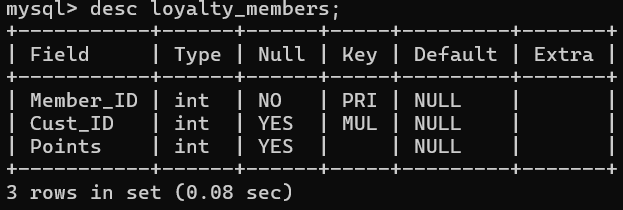 mysql> desc loyalty_members;
+-----------+------+------+-----+---------+-------+
| Field     | Type | Null | Key | Default | Extra |
+-----------+------+------+-----+---------+-------+
| Member_ID | int  | NO   | PRI | NULL    |       |
| Cust_ID   | int  | YES  | MUL | NULL    |       |
| Points    | int  | YES  |     | NULL    |       |
+-----------+------+------+-----+---------+-------+
3 rows in set (0.08 sec)